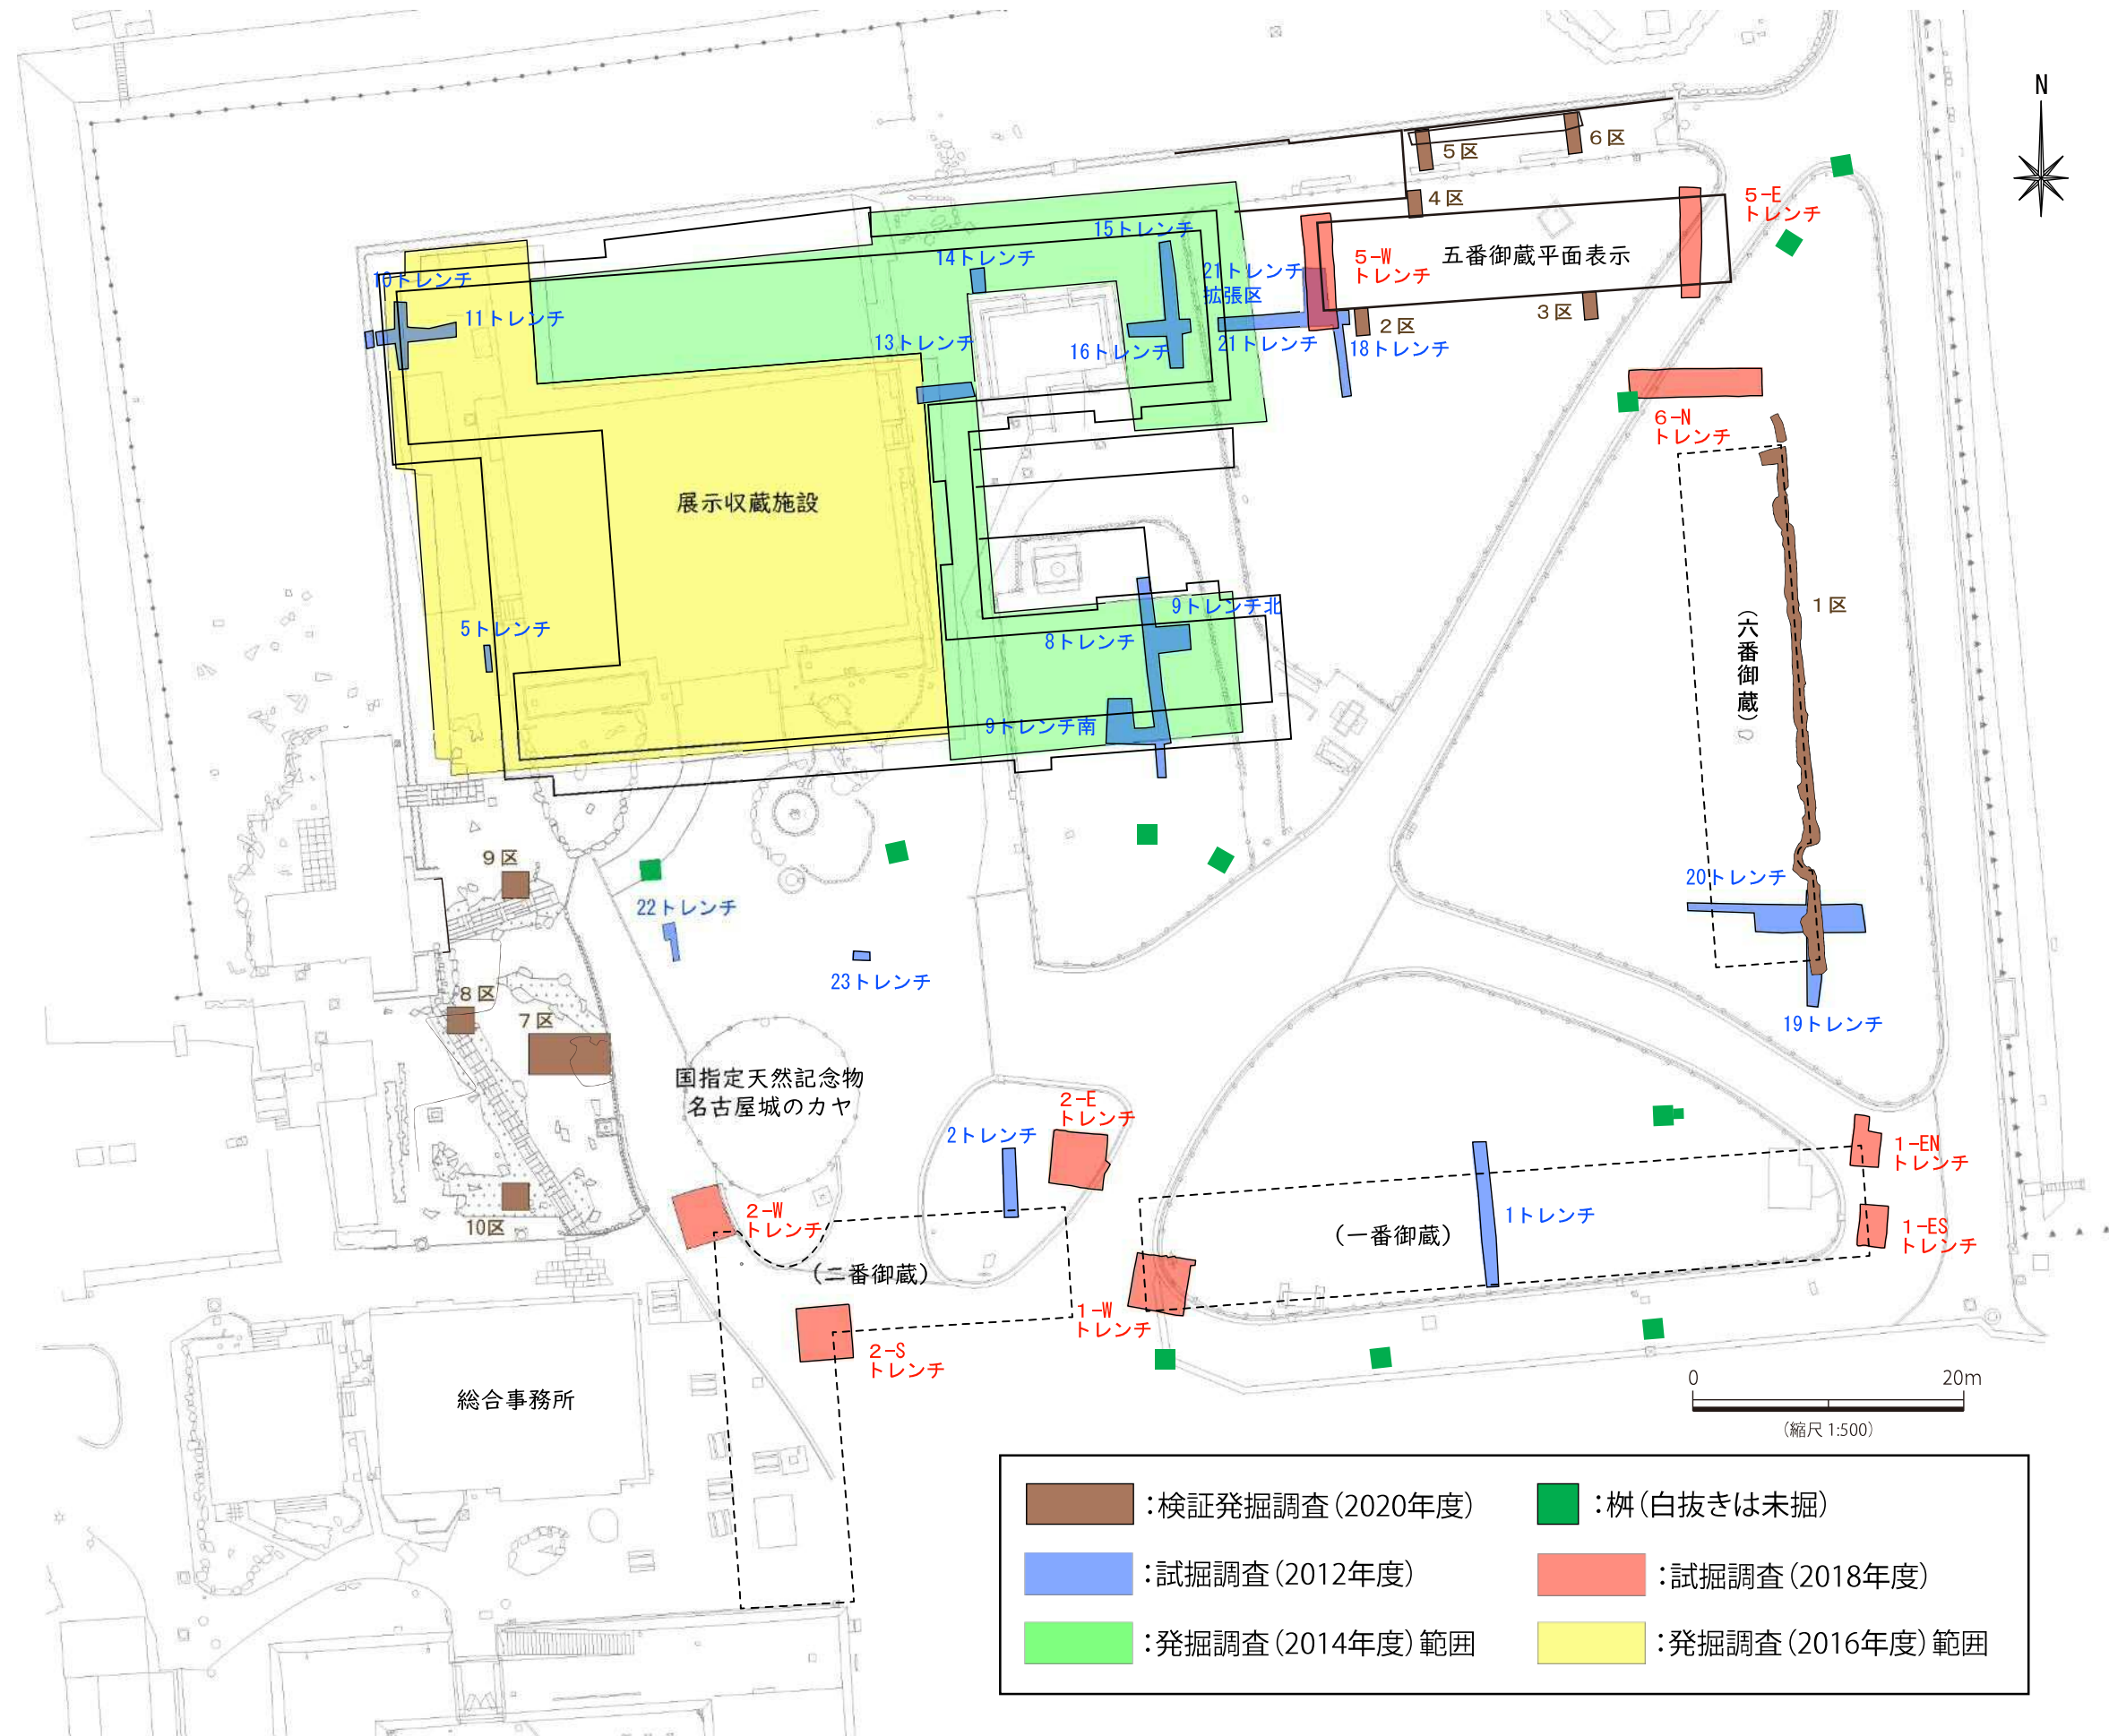 N
5区
6区
4区
5-E
トレンチ
15トレンチ
14トレンチ
21トレンチ
拡張区
5-W
トレンチ
五番御蔵平面表示
10トレンチ
11トレンチ
13トレンチ
16トレンチ
21トレンチ
2区
3区
18トレンチ
6-N
トレンチ
展示収蔵施設
5トレンチ
8トレンチ
9トレンチ北
9トレンチ南
1区
(六番御蔵)
9区
22トレンチ
20トレンチ
23トレンチ
8区
7区
19トレンチ
国指定天然記念物
名古屋城のカヤ
2-E
トレンチ
2トレンチ
1-EN
トレンチ
2-W
トレンチ
10区
1トレンチ
(一番御蔵)
1-ES
トレンチ
(二番御蔵)
1-W
トレンチ
2-S
トレンチ
総合事務所
0 20m
(縮尺 1:500)
:検証発掘調査(2020年度)
:桝(白抜きは未掘)
:試掘調査(2012年度)
:試掘調査(2018年度)
:発掘調査(2014年度)範囲
:発掘調査(2016年度)範囲